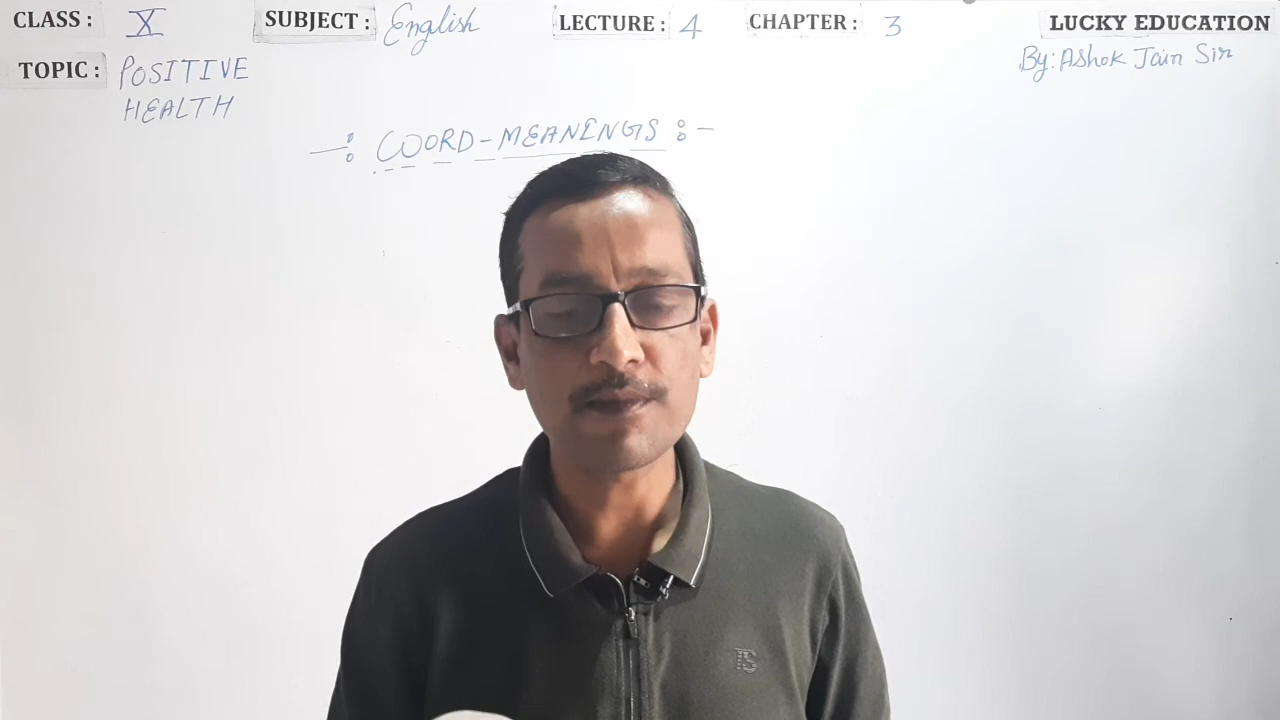 CLASS : X SUBJECT : English LECTURE : 4 CHAPTER : 3 LUCKY EDUCATION
By: Ashok Jain Sir
TOPIC : POSITIVE
HEALTH
—: WORD-MEANINGS :—